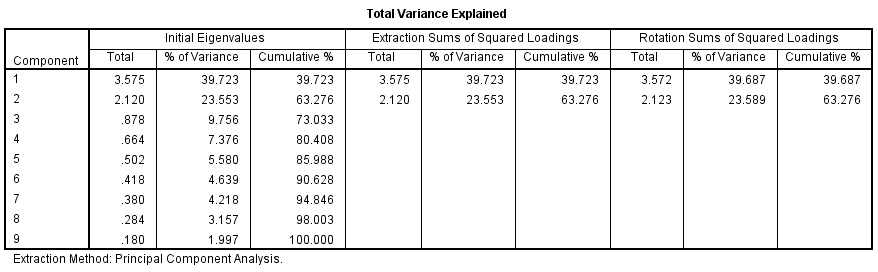 Total Variance Explained
Initial Eigenvalues Extraction Sums of Squared Loadings Rotation Sums of Squared Loadings
Component Total % of Variance Cumulative % Total % of Variance Cumulative % Total % of Variance Cumulative %
1 3.575 39.723 39.723 3.575 39.723 39.723 3.572 39.687 39.687
2 2.120 23.553 63.276 2.120 23.553 63.276 2.123 23.589 63.276
3 .878 9.756 73.033
4 .664 7.376 80.408
5 .502 5.580 85.988
6 .418 4.639 90.628
7 .380 4.218 94.846
8 .284 3.157 98.003
9 .180 1.997 100.000
Extraction Method: Principal Component Analysis.